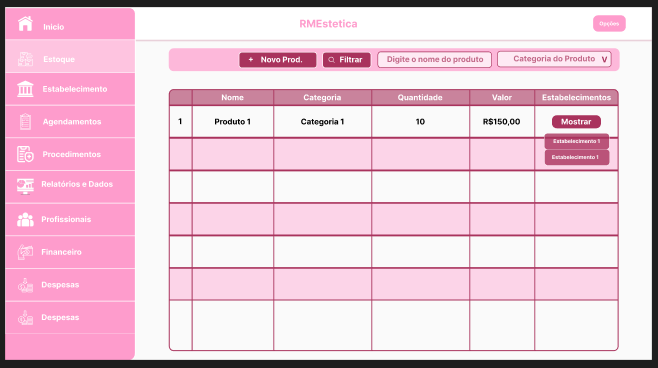 RMEstetica
Opções
Inicio
Estoque
Estabelecimento
Agendamentos
Procedimentos
Relatórios e Dados
Profissionais
Financeiro
Despesas
Despesas
+ Novo Prod.
Filtrar
Digite o nome do produto
Categoria do Produto V
Nome Categoria Quantidade Valor Estabelecimentos
1 Produto 1 Categoria 1 10 R$150,00 Mostrar
Estabelecimento 1
Estabelecimento 1